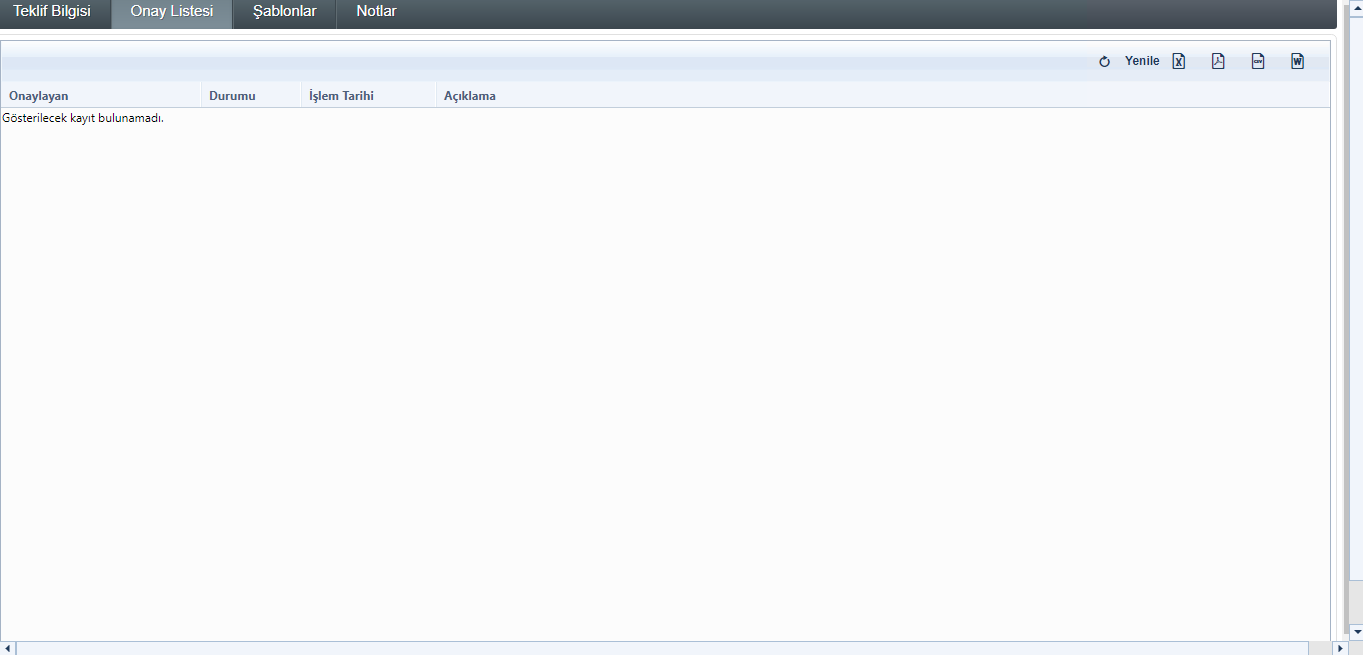 Teklif Bilgisi Onay Listesi Şablonlar Notlar
Yenile
Onaylayan Durumu İşlem Tarihi Açıklama
Gösterilecek kayıt bulunamadı.